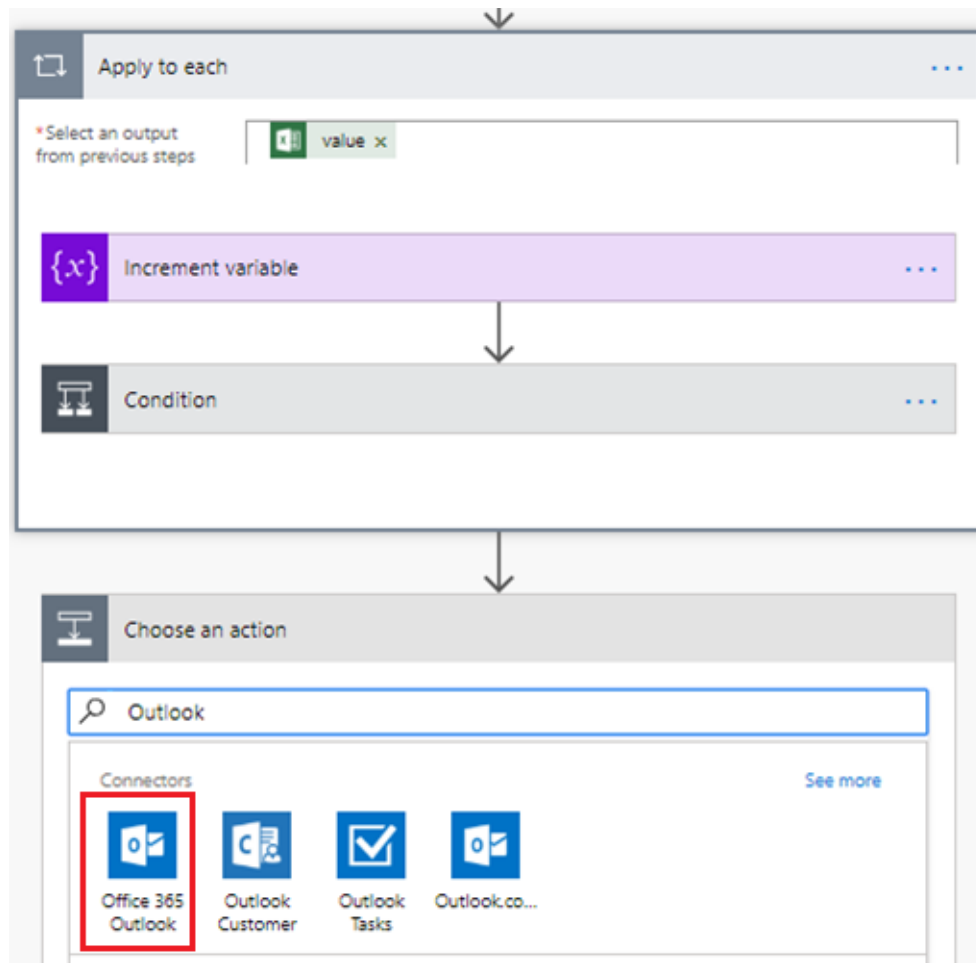 Apply to each
...
*Select an output
from previous steps
value ×
{x} Increment variable
...
Condition
...
Choose an action
Outlook
Connectors
See more
Office 365
Outlook
Outlook
Customer
Outlook
Tasks
Outlook.co...